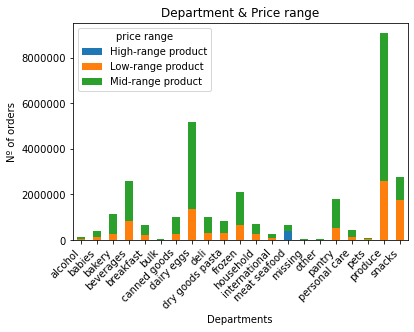 Department & Price range
price range
High-range product
Low-range product
Mid-range product
8000000
6000000
4000000
2000000
0
Nº of orders
alcohol
babies
bakery
beverages
breakfast
bulk
canned goods
dairy eggs
deli
dry goods pasta
frozen
household
International
meat seafood
missing
other
pantry
personal care
pets
produce
snacks
Departments